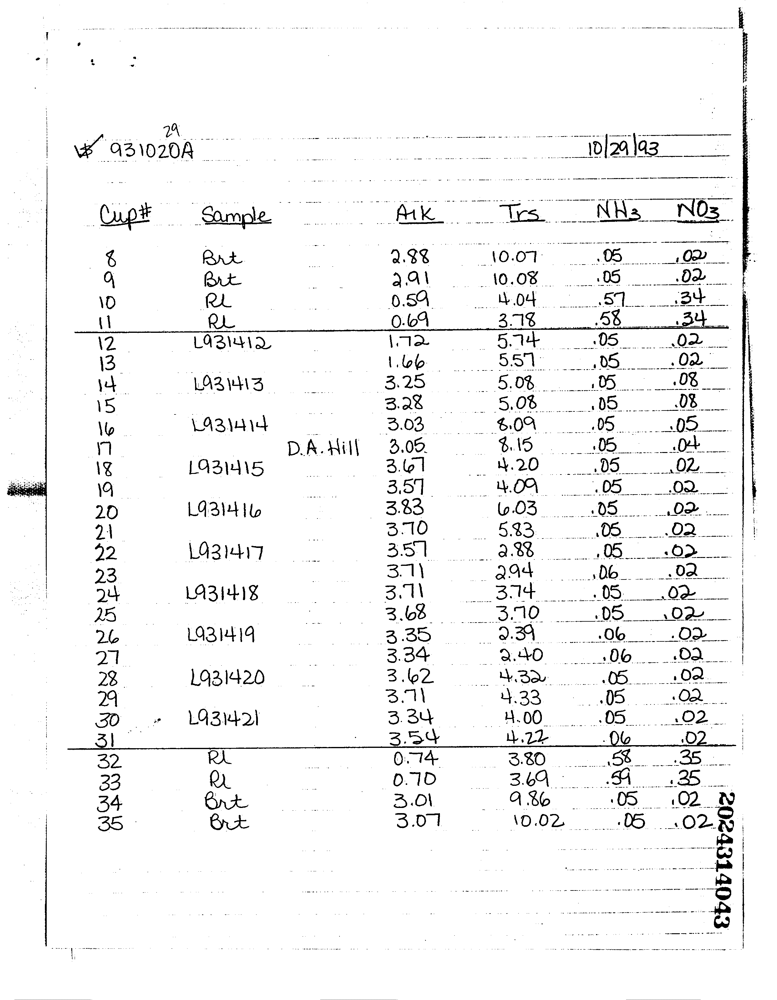 29
931020A 10/29/93
Cup# Sample Alk Trs NH3 NO3
8 Brt 2.88 10.07 .05 .02
9 Brt 2.91 10.08 .05 .02
10 Rl 0.59 4.04 .57 .34
11 Rl 0.69 3.78 .58 .34
12 L931412 1.72 5.74 .05 .02
13 1.66 5.57 .05 .02
14 L931413 3.25 5.08 .05 .08
15 3.28 5.08 .05 .08
16 L931414 3.03 8.09 .05 .05
17 D.A. Hill 3.05 8.15 .05 .04
18 L931415 3.67 4.20 .05 .02
19 3.57 4.09 .05 .02
20 L931416 3.83 6.03 .05 .02
21 3.70 5.83 .05 .02
22 L931417 3.57 2.88 .05 .02
23 3.71 2.94 .06 .02
24 L931418 3.71 3.74 .05 .02
25 3.68 3.70 .05 .02
26 L931419 3.35 2.39 .06 .02
27 3.34 2.40 .06 .02
28 L931420 3.62 4.32 .05 .02
29 3.71 4.33 .05 .02
30 L931421 3.34 4.00 .05 .02
31 3.54 4.22 .06 .02
32 Rl 0.74 3.80 .58 .35
33 Rl 0.70 3.69 .59 .35
34 Brt 3.01 9.86 .05 .02
35 Brt 3.07 10.02 .05 .02
2024314043